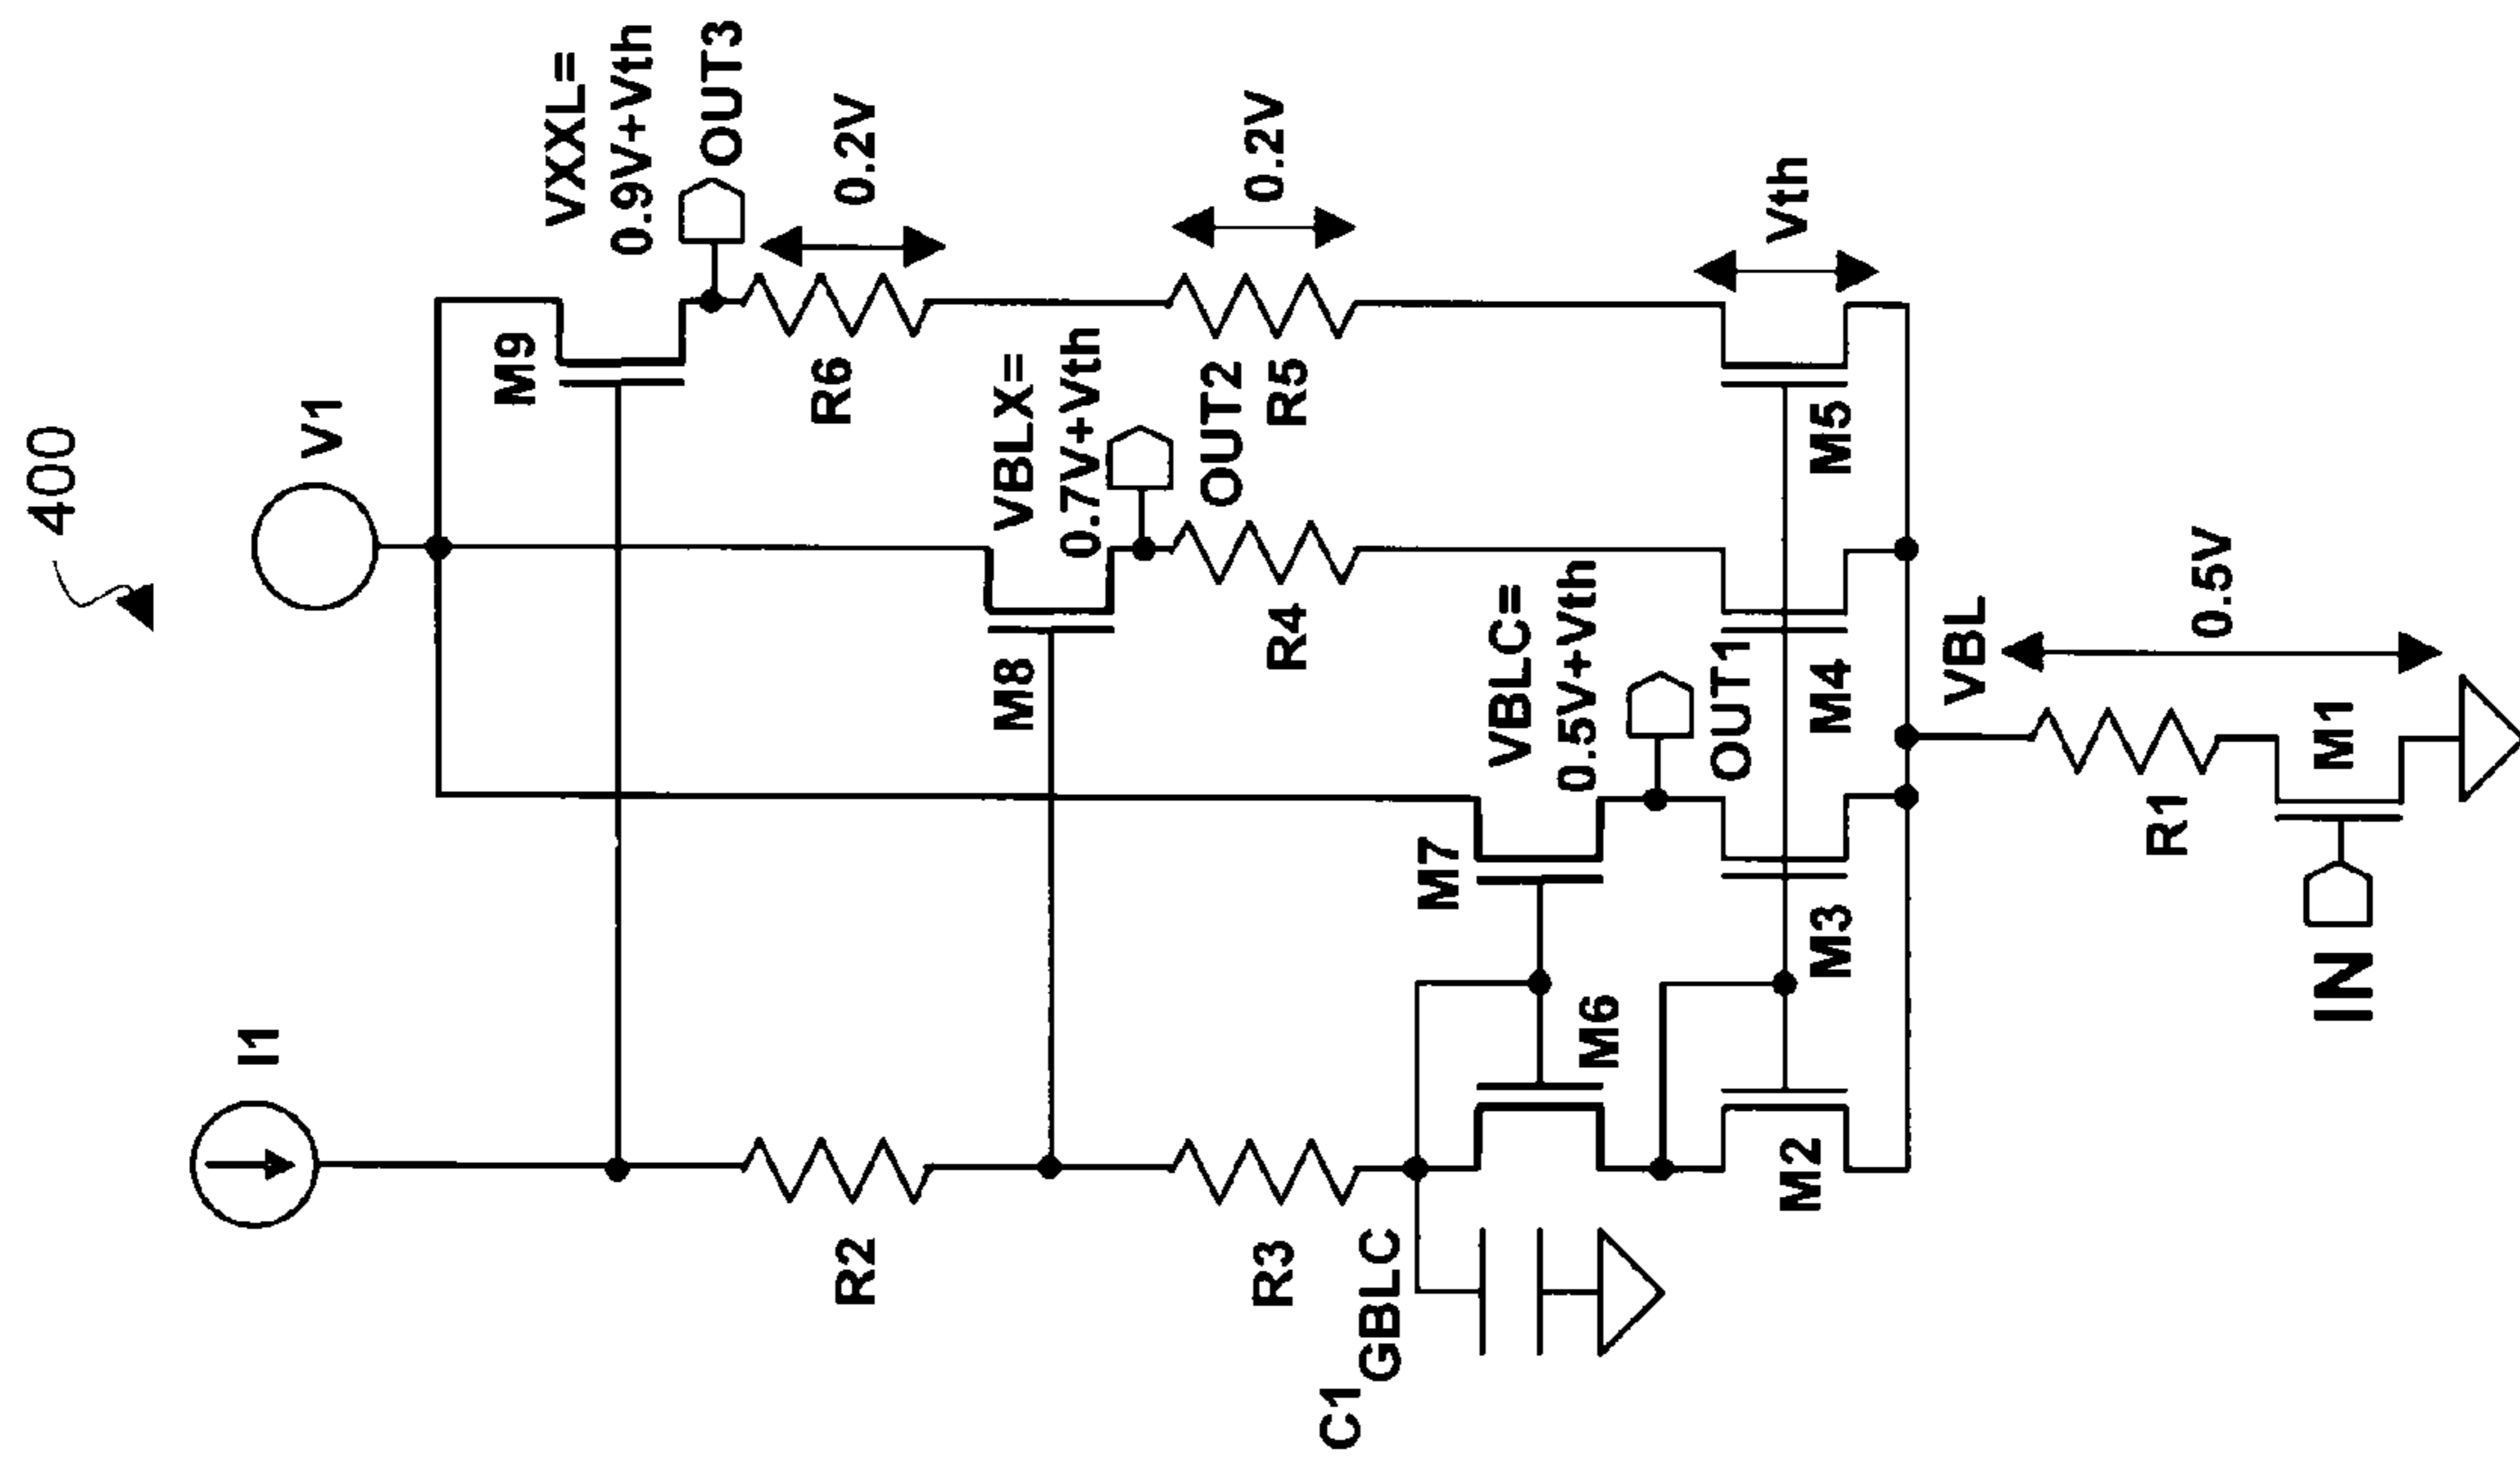 400
V1
I1
M9
VXXL=
0.9V+Vth
OUT3
R2
R6
0.2V
M8
VBLX=
0.7V+Vth
OUT2
R3
R4
R5
0.2V
C1
GBLC
M7
VBLC=
0.5V+Vth
M6
OUT1
M2
M3
M4
M5
Vth
VBL
R1
0.5V
IN
M1